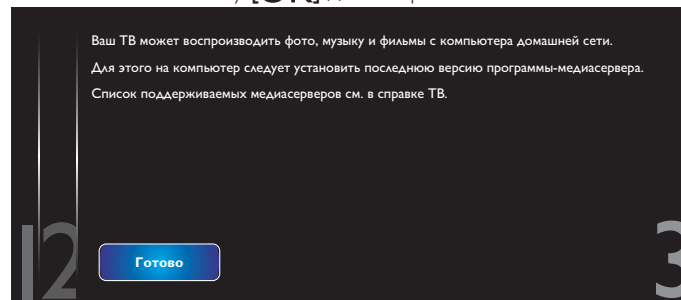 [OK]
Ваш ТВ может воспроизводить фото, музыку и фильмы с компьютера домашней сети.
Для этого на компьютер следует установить последнюю версию программы-медиасервера.
Список поддерживаемых медиасерверов см. в справке ТВ.
12
3
Готово